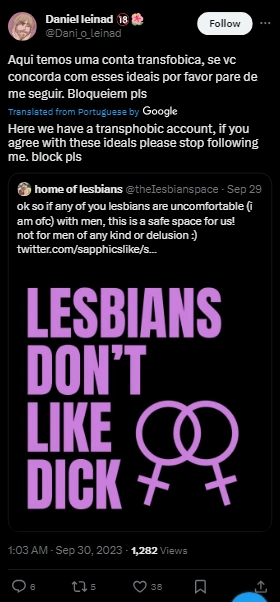 Daniel leinad 🔞🌺
@Dani_o_leinad
Follow
Aqui temos uma conta transfobica, se vc
concorda com esses ideais por favor pare de
me seguir. Bloqueiem pls
Translated from Portuguese by Google
Here we have a transphobic account, if you
agree with these ideals please stop following
me. block pls
home of lesbians @theIesbianspace · Sep 29
ok so if any of you lesbians are uncomfortable (i
am ofc) with men, this is a safe space for us!
not for men of any kind or delusion :)
twitter.com/sapphicslike/s...
LESBIANS
DON'T
LIKE
DICK
1:03 AM · Sep 30, 2023 · 1,282 Views
6 5 38